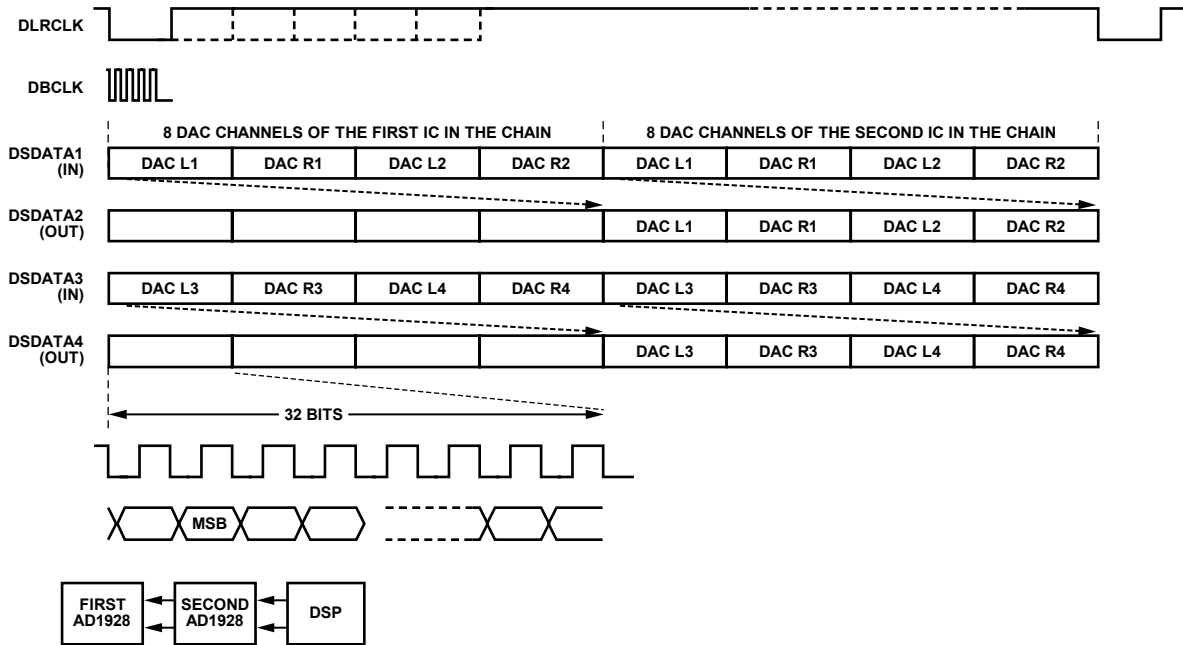 DLRCLK
DBCLK
8 DAC CHANNELS OF THE FIRST IC IN THE CHAIN
8 DAC CHANNELS OF THE SECOND IC IN THE CHAIN
DSDATA1
(IN)
DAC L1 DAC R1 DAC L2 DAC R2 DAC L1 DAC R1 DAC L2 DAC R2
DSDATA2
(OUT)
DAC L1 DAC R1 DAC L2 DAC R2
DSDATA3
(IN)
DAC L3 DAC R3 DAC L4 DAC R4 DAC L3 DAC R3 DAC L4 DAC R4
DSDATA4
(OUT)
DAC L3 DAC R3 DAC L4 DAC R4
32 BITS
MSB
FIRST
AD1928
SECOND
AD1928
DSP